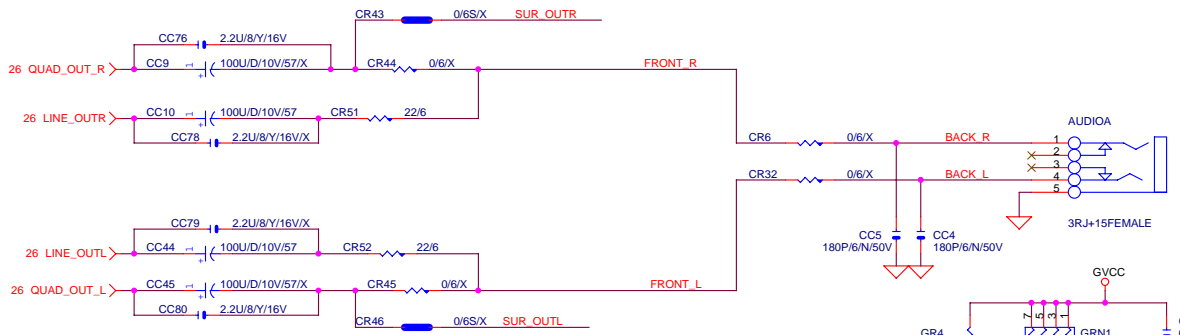 CR43 0/6S/X SUR_OUTR
CC76 2.2U/8/Y/16V
26 QUAD_OUT_R CC9 1 + 100U/D/10V/57/X CR44 0/6/X FRONT_R
26 LINE_OUTR CC10 1 + 100U/D/10V/57 CR51 22/6
CC78 2.2U/8/Y/16V/X
AUDIOA
CR6 0/6/X BACK_R 1
2
3
CR32 0/6/X BACK_L 4
5
3RJ+15FEMALE
CC79 2.2U/8/Y/16V/X
26 LINE_OUTL CC44 1 + 100U/D/10V/57 CR52 22/6
CC5 CC4
180P/6/N/50V 180P/6/N/50V
26 QUAD_OUT_L CC45 1 + 100U/D/10V/57/X CR45 0/6/X FRONT_L
CC80 2.2U/8/Y/16V
CR46 0/6S/X SUR_OUTL
GVCC
7 5 3 1
GR4 GRN1